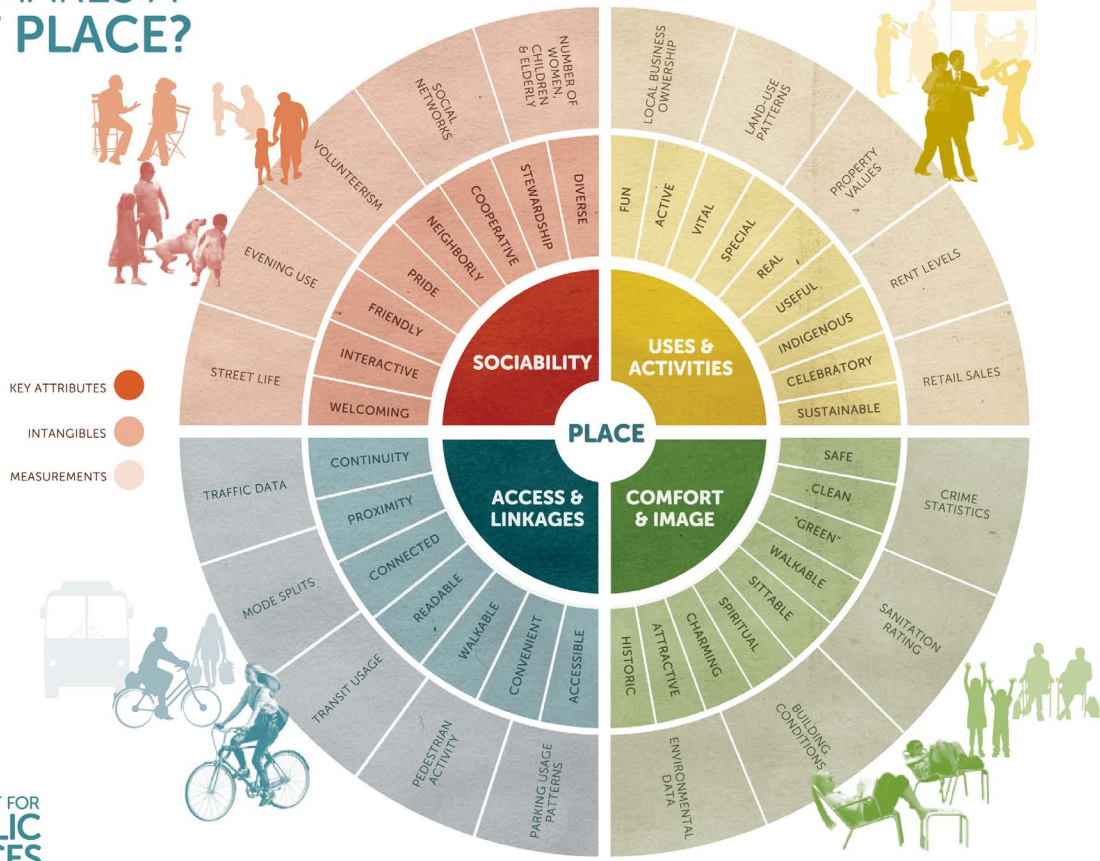 PLACE?
NUMBER OF
WOMEN,
CHILDREN
& ELDERLY
SOCIAL
NETWORKS
VOLUNTEERISM
EVENING USE
STREET LIFE
LOCAL BUSINESS
OWNERSHIP
LAND-USE
PATTERNS
PROPERTY
VALUES
RENT LEVELS
RETAIL SALES
DIVERSE
STEWARDSHIP
COOPERATIVE
NEIGHBORLY
PRIDE
FRIENDLY
INTERACTIVE
WELCOMING
FUN
ACTIVE
VITAL
SPECIAL
REAL
USEFUL
INDIGENOUS
CELEBRATORY
SUSTAINABLE
SOCIABILITY
USES &
ACTIVITIES
PLACE
ACCESS &
LINKAGES
COMFORT
& IMAGE
KEY ATTRIBUTES
INTANGIBLES
MEASUREMENTS
CONTINUITY
PROXIMITY
CONNECTED
READABLE
WALKABLE
CONVENIENT
ACCESSIBLE
SAFE
CLEAN
"GREEN"
WALKABLE
SITTABLE
SPIRITUAL
CHARMING
ATTRACTIVE
HISTORIC
TRAFFIC DATA
MODE SPLITS
TRANSIT USAGE
PEDESTRIAN
ACTIVITY
PARKING USAGE
PATTERNS
CRIME
STATISTICS
SANITATION
RATING
BUILDING
CONDITIONS
ENVIRONMENTAL
DATA
FOR